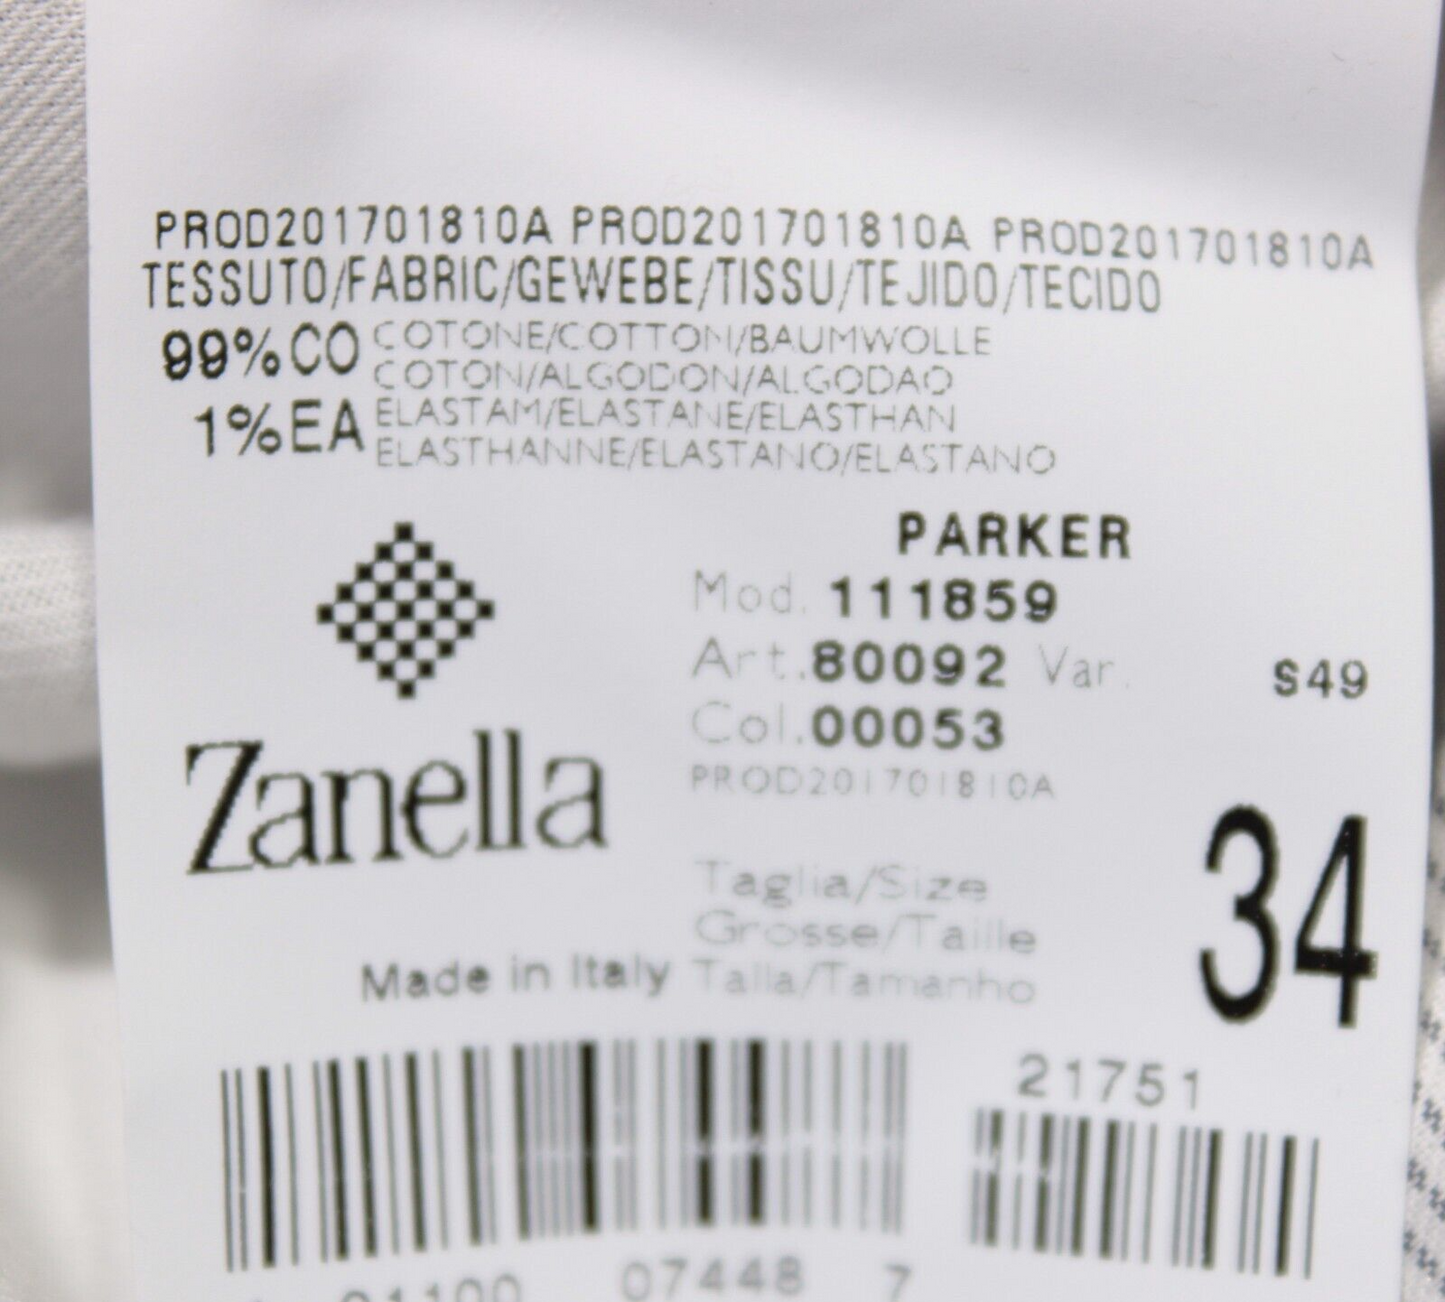 PROD201701810A PROD201701810A PROD201701810A
TESSUTO/FABRIC/GEWEBE/TISSU/TEJIDO/TECIDO
99%CO COTONE/COTTON/BAUMWOLLE
COTON/ALGODON/ALGODAO
1%EA ELASTAM/ELASTANE/ELASTHAN
ELASTHANNE/ELASTANO/ELASTANO
PARKER
Mod. 111859
Art.80092 Var. S49
Col.00053
PROD201701810A
Zanella
Taglia/Size
Grosse/Taille
Talla/Tamanho
34
Made in Italy
21751
07448 7